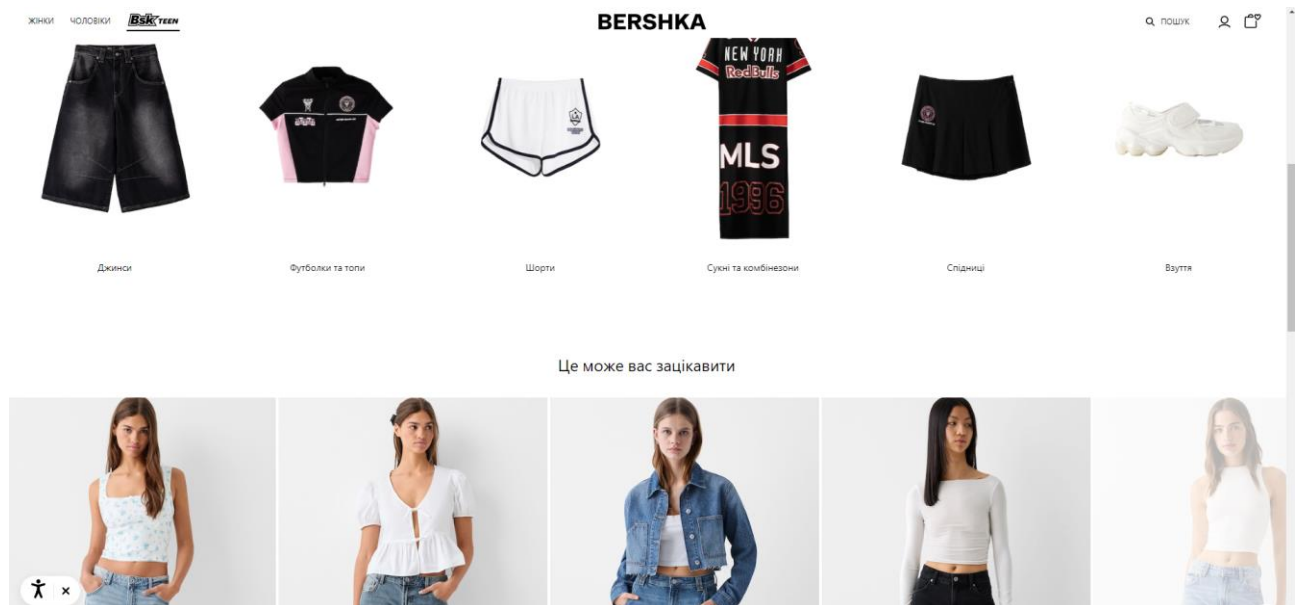 ЖІНКИ ЧОЛОВІКИ Bsk TEEN BERSHKA ПОШУК
NEW YORK
RedBulls
MLS
1996
Джинси Футболки та топи Шорти Сукні та комбінезони Спідниці Взуття
Це може вас зацікавити